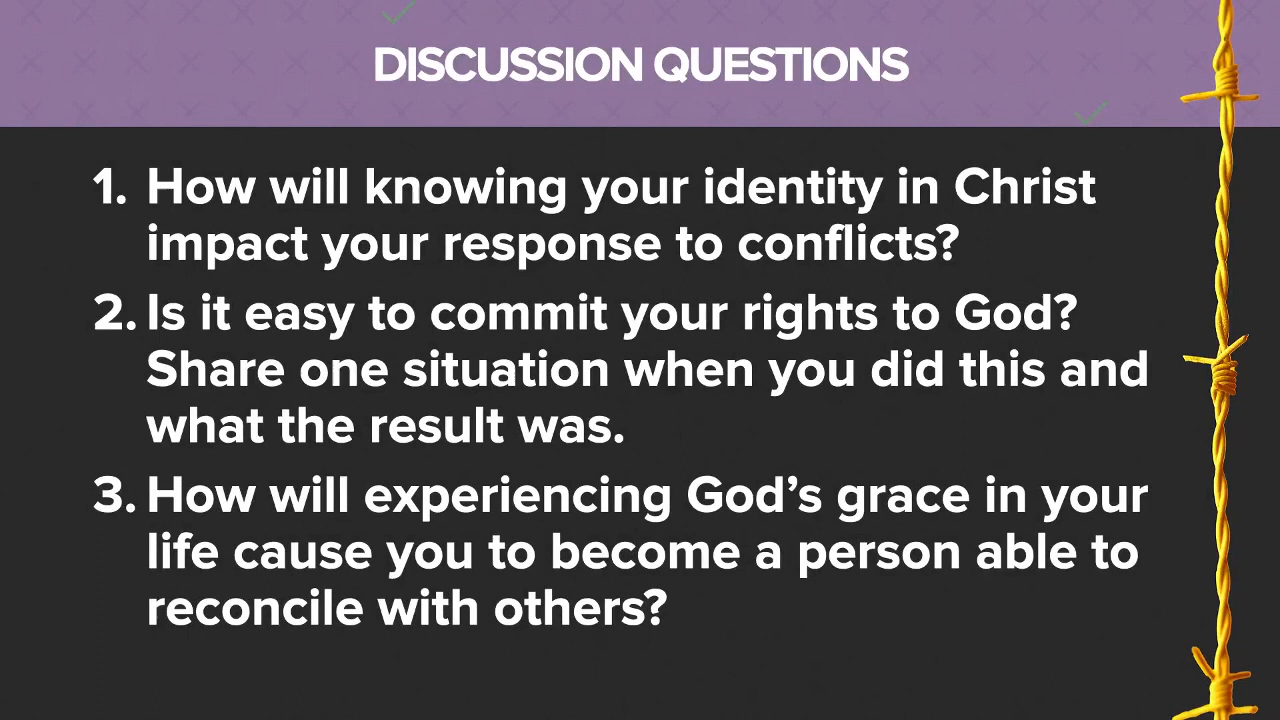 DISCUSSION QUESTIONS
1. How will knowing your identity in Christ
impact your response to conflicts?
2. Is it easy to commit your rights to God?
Share one situation when you did this and
what the result was.
3. How will experiencing God’s grace in your
life cause you to become a person able to
reconcile with others?